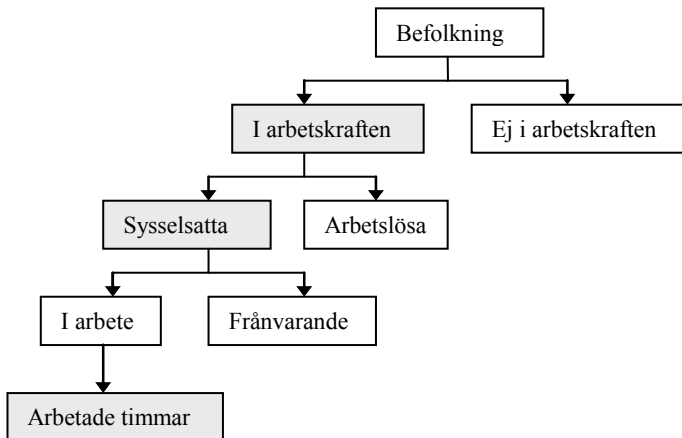 Befolkning
I arbetskraften
Ej i arbetskraften
Sysselsatta
Arbetslösa
I arbete
Frånvarande
Arbetade timmar